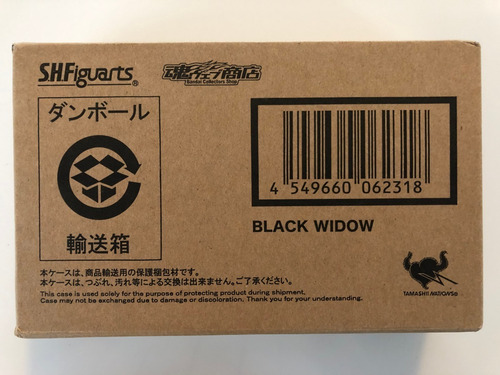 S.H.Figuarts®
魂ウェブ商店
Bandai Collectors Shop
ダンボール
輸送箱
4 549660 062318
BLACK WIDOW
本ケースは、商品輸送用の保護梱包材です。
本ケースは、つぶれ、汚れ等による交換は出来ません。ご了承ください。
This case is used solely for the purpose of protecting product during shipment.
Case may not be exchanged due to damage or discoloration. Thank you for your understanding.
TAMASHII NATIONS®